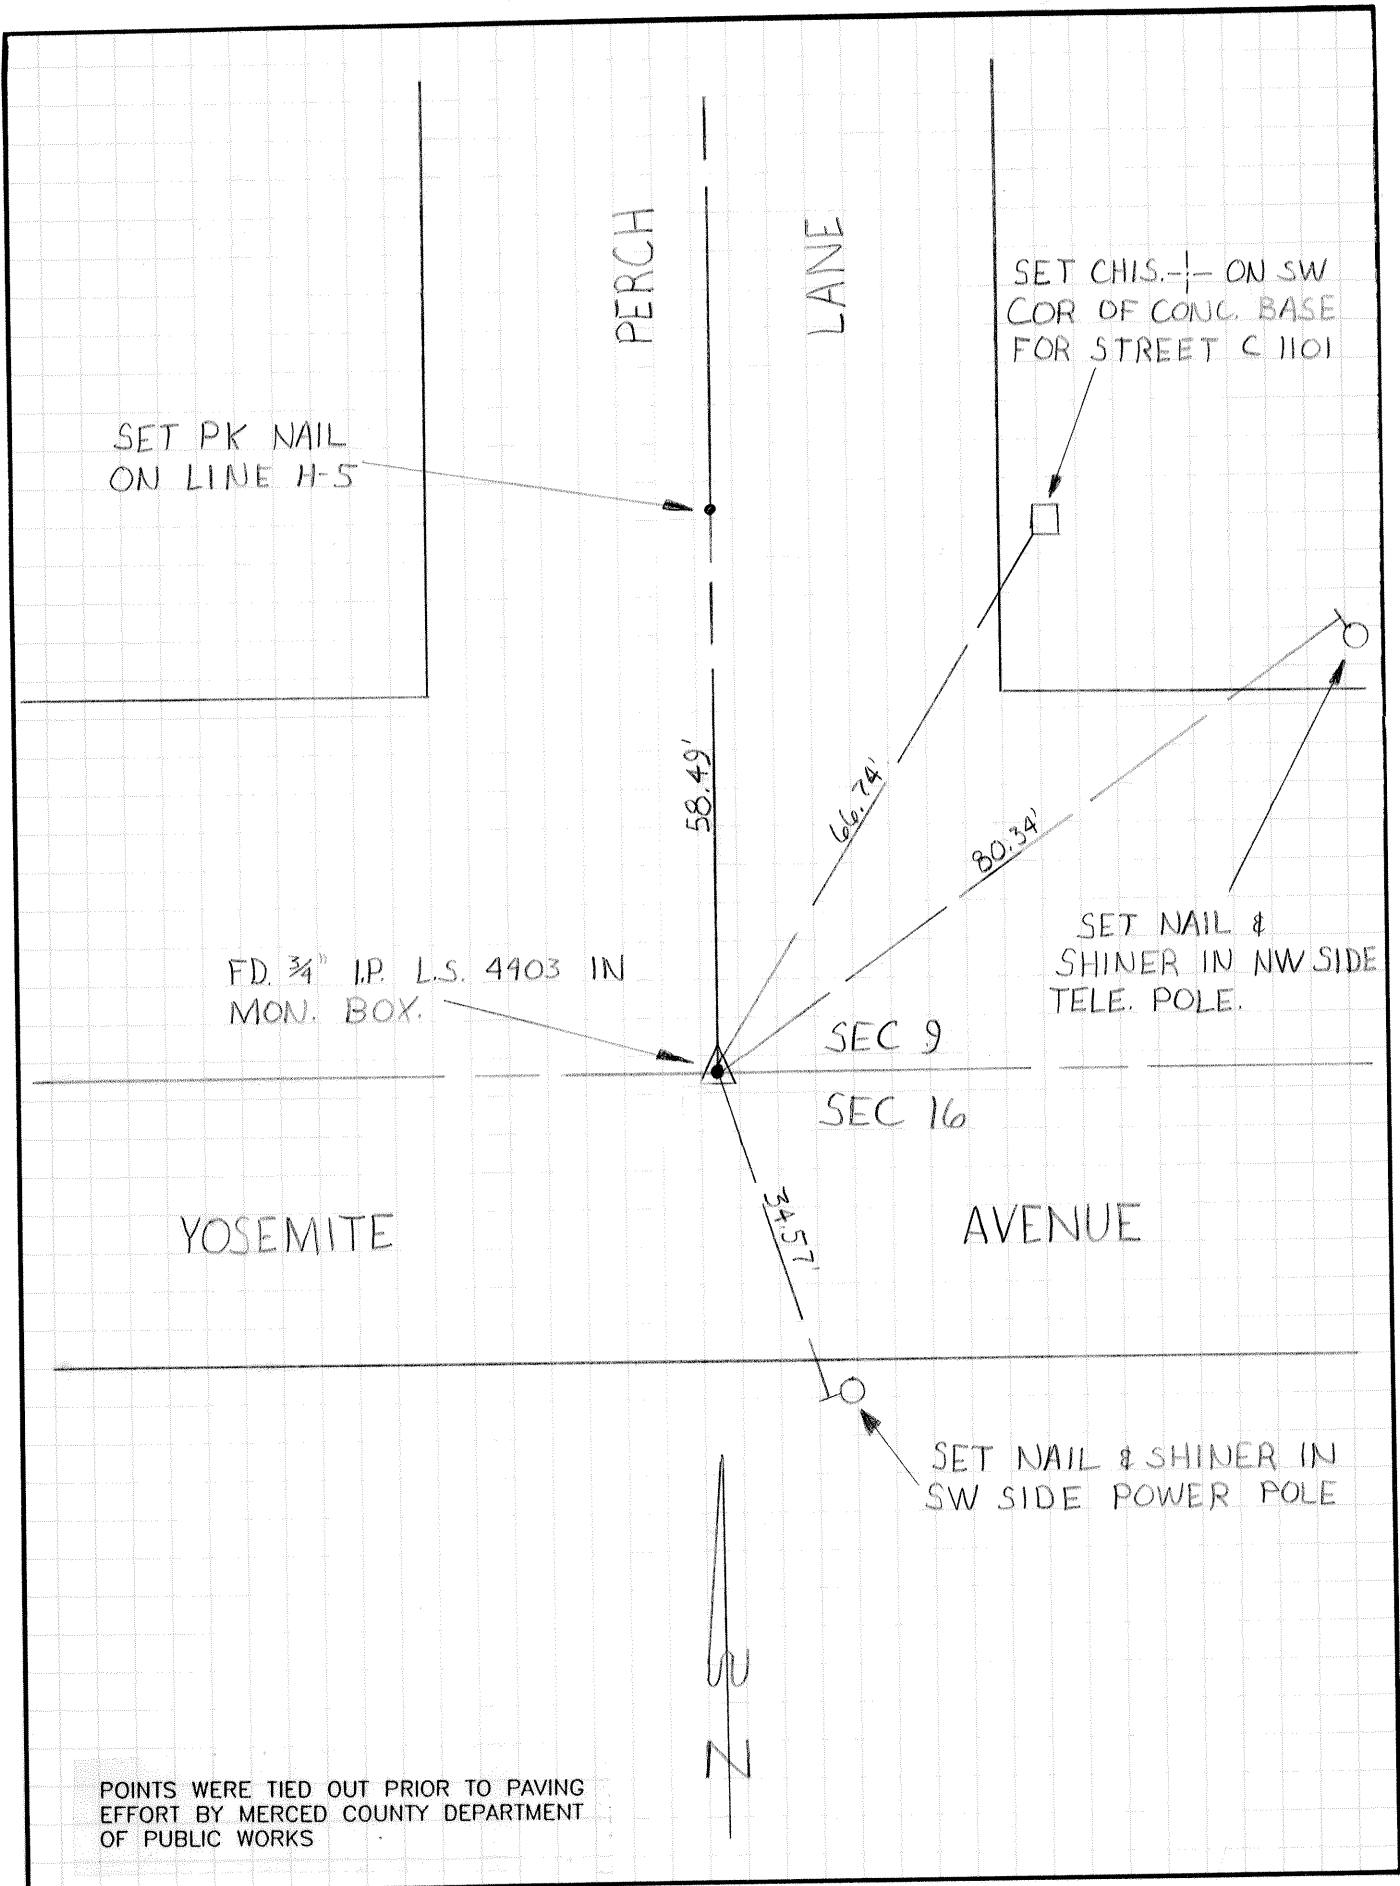 PERCH
LANE
SET CHIS. -¦- ON SW
COR OF CONC. BASE
FOR STREET C 1101
SET PK NAIL
ON LINE H-5
58.49'
66.74'
80.34'
SET NAIL &
SHINER IN NW SIDE
TELE. POLE.
FD. ¾" I.P. L.S. 4403 IN
MON. BOX.
SEC 9
SEC 16
34.57'
YOSEMITE
AVENUE
SET NAIL & SHINER IN
SW SIDE POWER POLE
N
POINTS WERE TIED OUT PRIOR TO PAVING
EFFORT BY MERCED COUNTY DEPARTMENT
OF PUBLIC WORKS